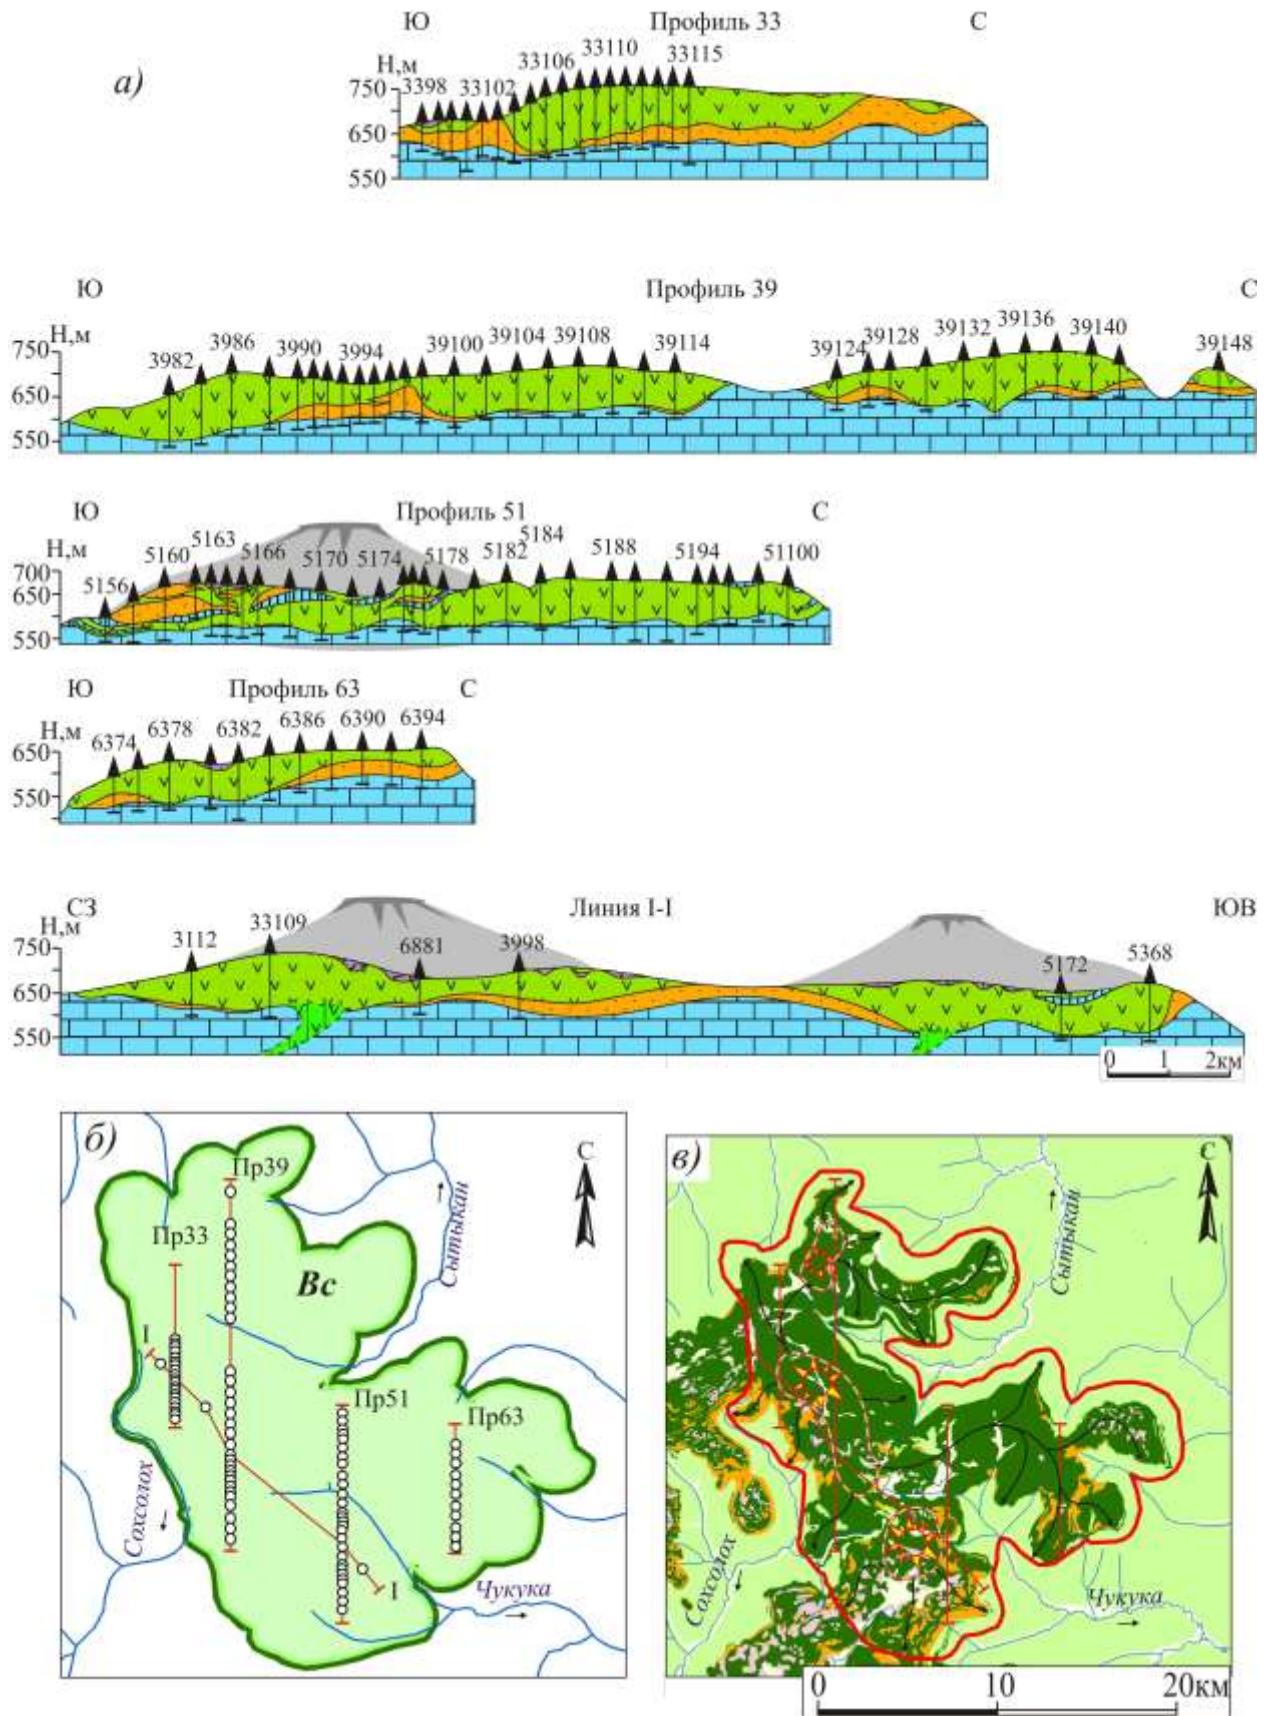 а)
Ю Профиль 33 С
Н,м
750
650
550
3398 33102 33106 33110 33115
Ю Профиль 39 С
Н,м
750
650
550
3982 3986 3990 3994 39100 39104 39108 39114 39124 39128 39132 39136 39140 39148
Ю Профиль 51 С
Н,м
700
650
550
5156 5160 5163 5166 5170 5174 5178 5182 5184 5188 5194 51100
Ю Профиль 63 С
Н,м
650
550
6374 6378 6382 6386 6390 6394
СЗ Линия I-I ЮВ
Н,м
750
650
550
3112 33109 6881 3998 5172 5368
0 1 2км
б)
С
Пр39
Пр33
Вс
Сытыкан
I
Пр51
Пр63
Сохсолох
I
Чукука
в)
С
Сытыкан
Сохсолох
Чукука
0 10 20км